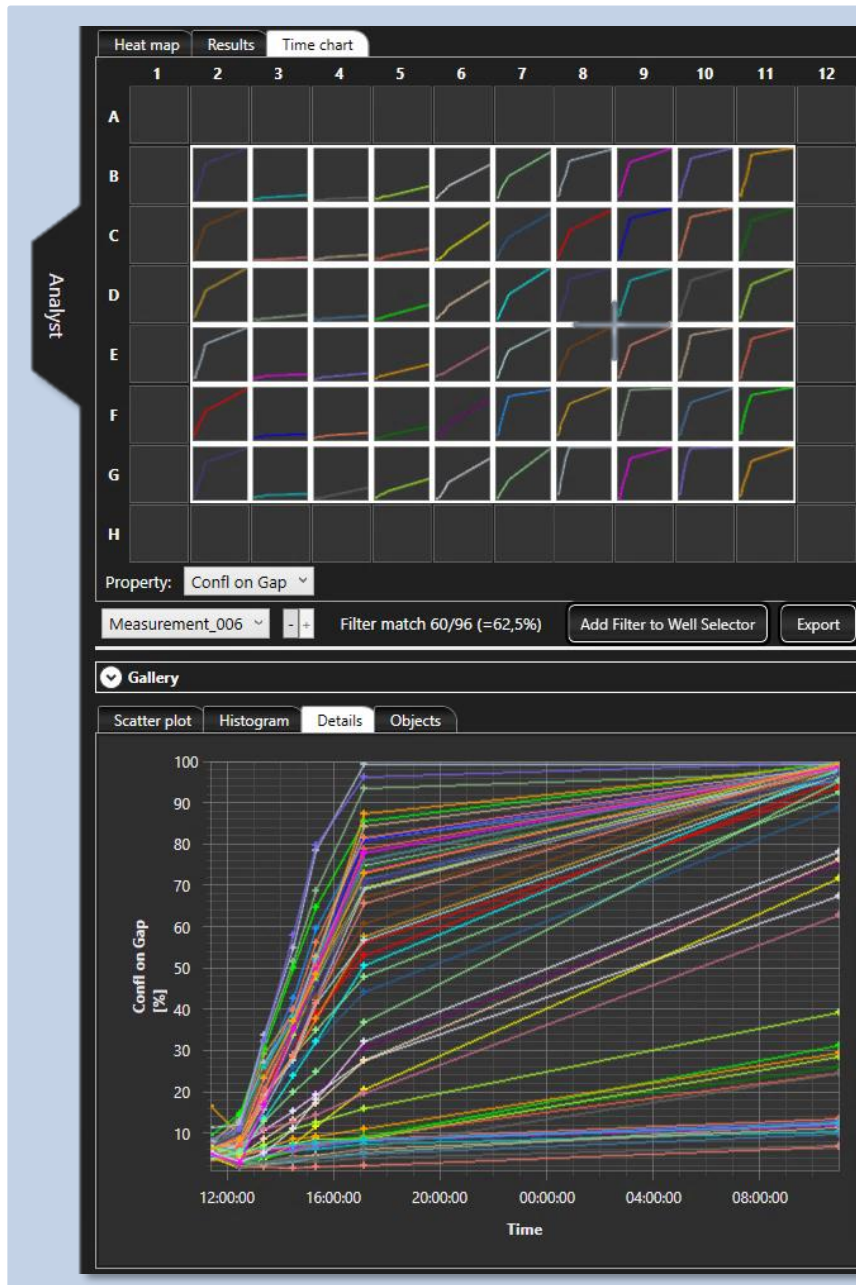 Heat map Results Time chart
1 2 3 4 5 6 7 8 9 10 11 12
A
B
C
D
E
F
G
H
Analyst
Property: Confl on Gap
Measurement_006 - + Filter match 60/96 (=62,5%) Add Filter to Well Selector Export
Gallery
Scatter plot Histogram Details Objects
100
90
80
70
60
50
40
30
20
10
Confl on Gap
[%]
12:00:00 16:00:00 20:00:00 00:00:00 04:00:00 08:00:00
Time